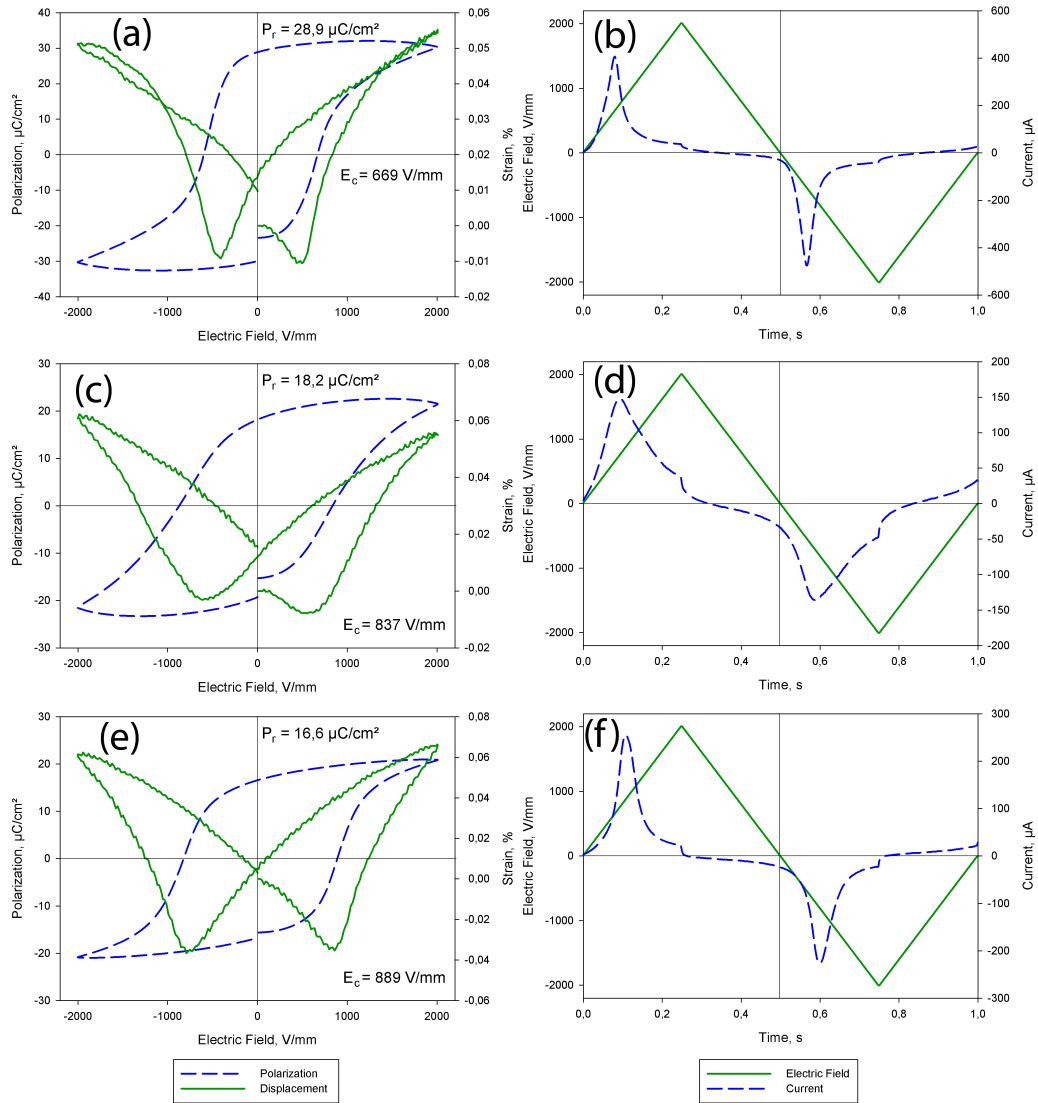 (a)
P_r = 28,9 µC/cm²
E_c = 669 V/mm
Polarization, µC/cm²
40
30
20
10
0
-10
-20
-30
-40
Strain, %
0,06
0,05
0,04
0,03
0,02
0,01
0,00
-0,01
-0,02
-2000 -1000 0 1000 2000
Electric Field, V/mm
(b)
Electric Field, V/mm
2000
1000
0
-1000
-2000
Current, µA
600
400
200
0
-200
-400
-600
0,0 0,2 0,4 0,6 0,8 1,0
Time, s
(c)
P_r = 18,2 µC/cm²
E_c = 837 V/mm
Polarization, µC/cm²
30
20
10
0
-10
-20
-30
Strain, %
0,08
0,06
0,04
0,02
0,00
-0,02
-2000 -1000 0 1000 2000
Electric Field, V/mm
(d)
Electric Field, V/mm
2000
1000
0
-1000
-2000
Current, µA
200
150
100
50
0
-50
-100
-150
-200
0,0 0,2 0,4 0,6 0,8 1,0
Time, s
(e)
P_r = 16,6 µC/cm²
E_c = 889 V/mm
Polarization, µC/cm²
30
20
10
0
-10
-20
-30
Strain, %
0,08
0,06
0,04
0,02
0,00
-0,02
-0,04
-0,06
-2000 -1000 0 1000 2000
Electric Field, V/mm
(f)
Electric Field, V/mm
2000
1000
0
-1000
-2000
Current, µA
300
200
100
0
-100
-200
-300
0,0 0,2 0,4 0,6 0,8 1,0
Time, s
Polarization
Displacement
Electric Field
Current